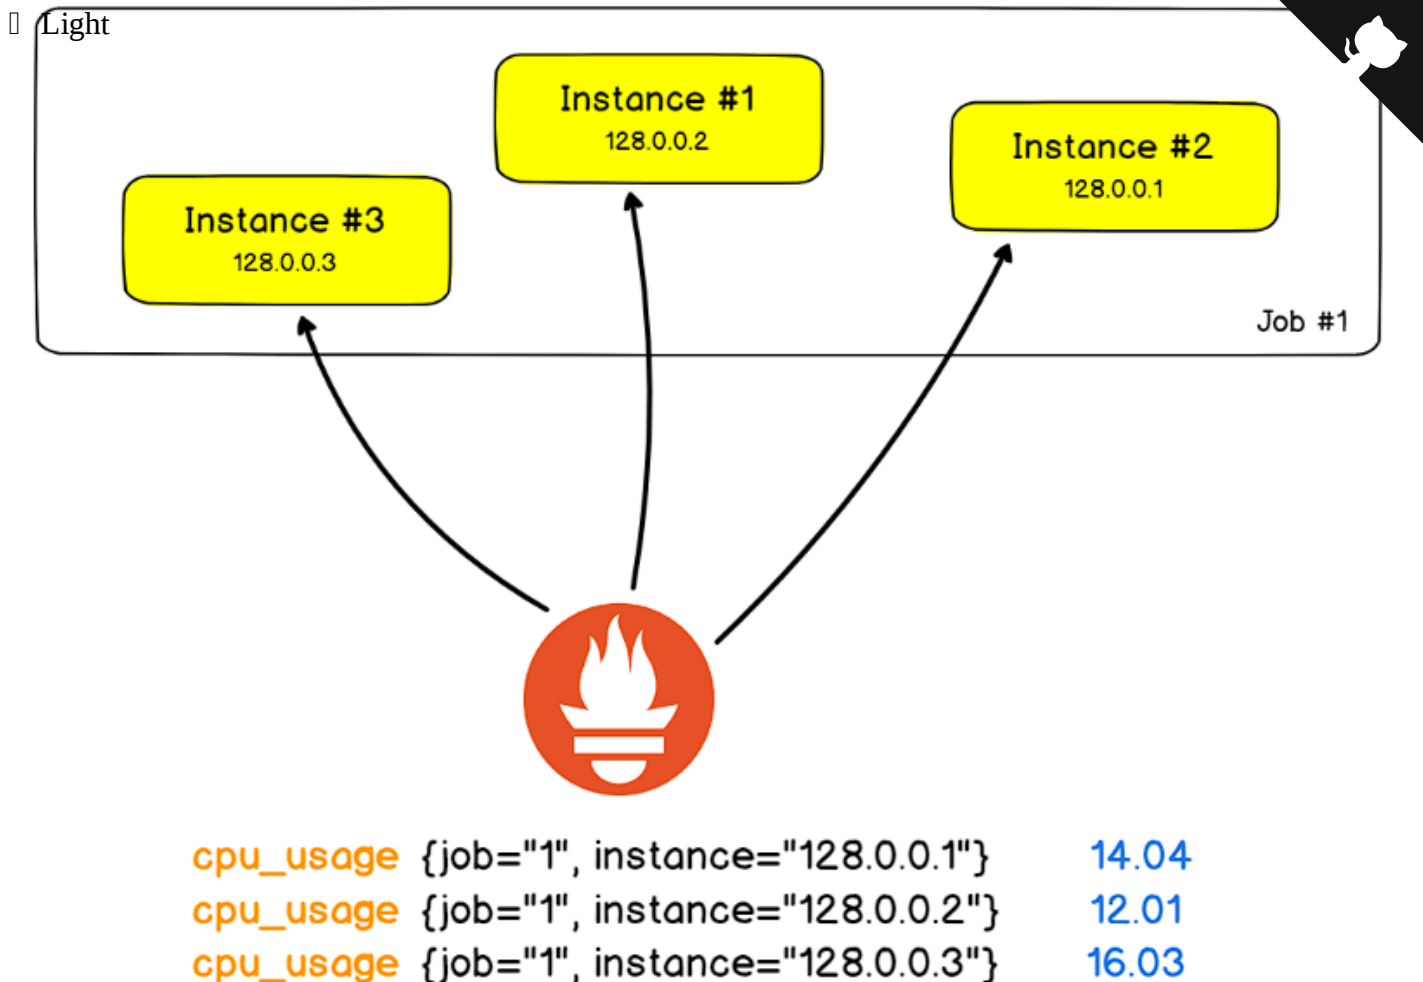 Light
Instance #1
128.0.0.2
Instance #2
128.0.0.1
Instance #3
128.0.0.3
Job #1
cpu_usage {job="1", instance="128.0.0.1"} 14.04
cpu_usage {job="1", instance="128.0.0.2"} 12.01
cpu_usage {job="1", instance="128.0.0.3"} 16.03